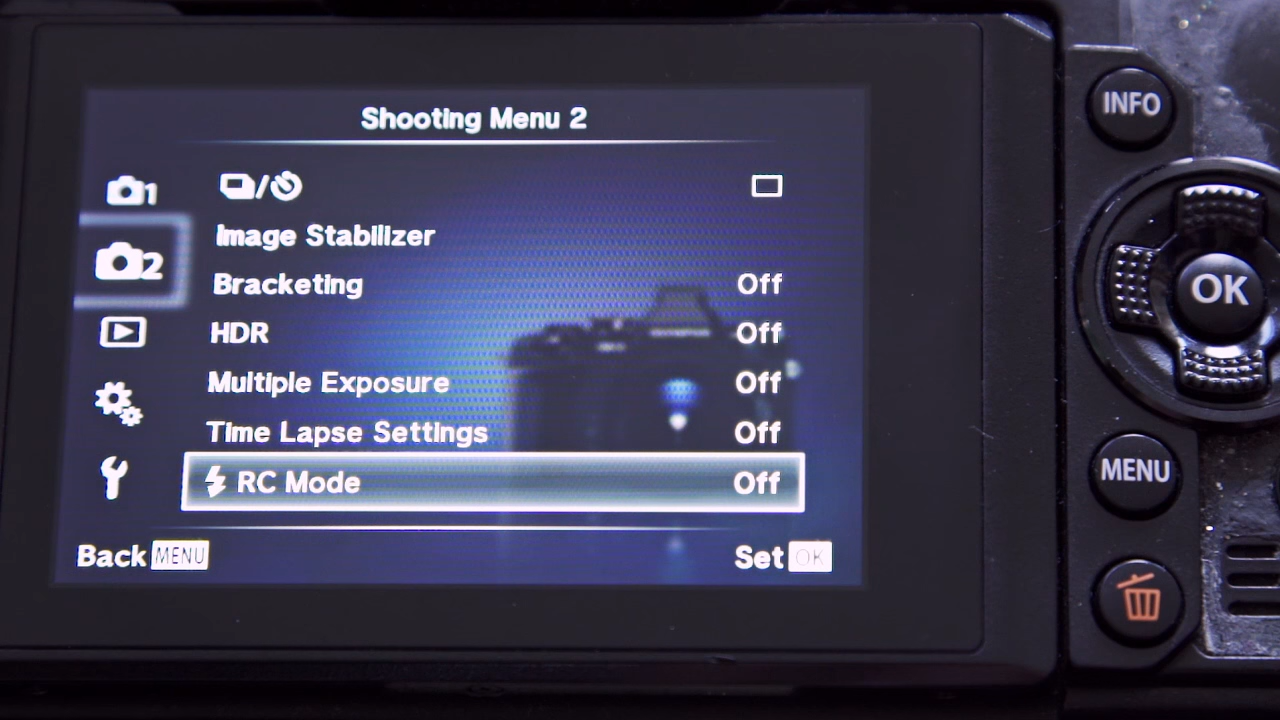 Shooting Menu 2
1
/
Image Stabilizer
2
Bracketing Off
HDR Off
Multiple Exposure Off
Time Lapse Settings Off
RC Mode Off
Back MENU
Set OK
INFO
OK
MENU